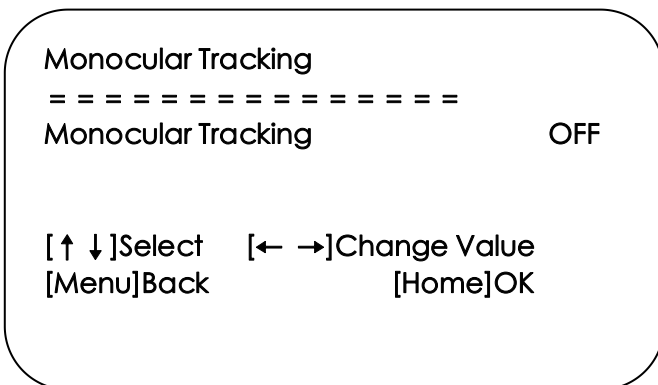 Monocular Tracking
= = = = = = = = = = = = = = =
Monocular Tracking OFF
[↑ ↓]Select [← →]Change Value
[Menu]Back [Home]OK